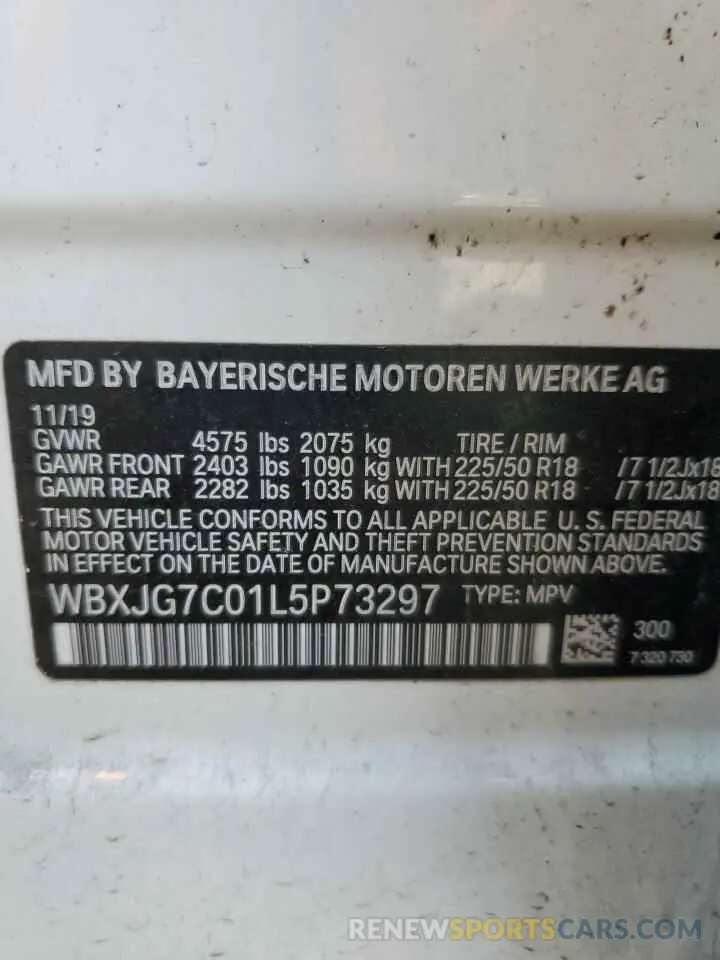 MFD BY BAYERISCHE MOTOREN WERKE AG
11/19
GVWR 4575 lbs 2075 kg TIRE / RIM
GAWR FRONT 2403 lbs 1090 kg WITH 225/50 R18 /7 1/2Jx18
GAWR REAR 2282 lbs 1035 kg WITH 225/50 R18 /7 1/2Jx18
THIS VEHICLE CONFORMS TO ALL APPLICABLE U. S. FEDERAL
MOTOR VEHICLE SAFETY AND THEFT PREVENTION STANDARDS
IN EFFECT ON THE DATE OF MANUFACTURE SHOWN ABOVE.
WBXJG7C01L5P73297 TYPE: MPV
300
7 320 730
RENEWSPORTSCARS.COM